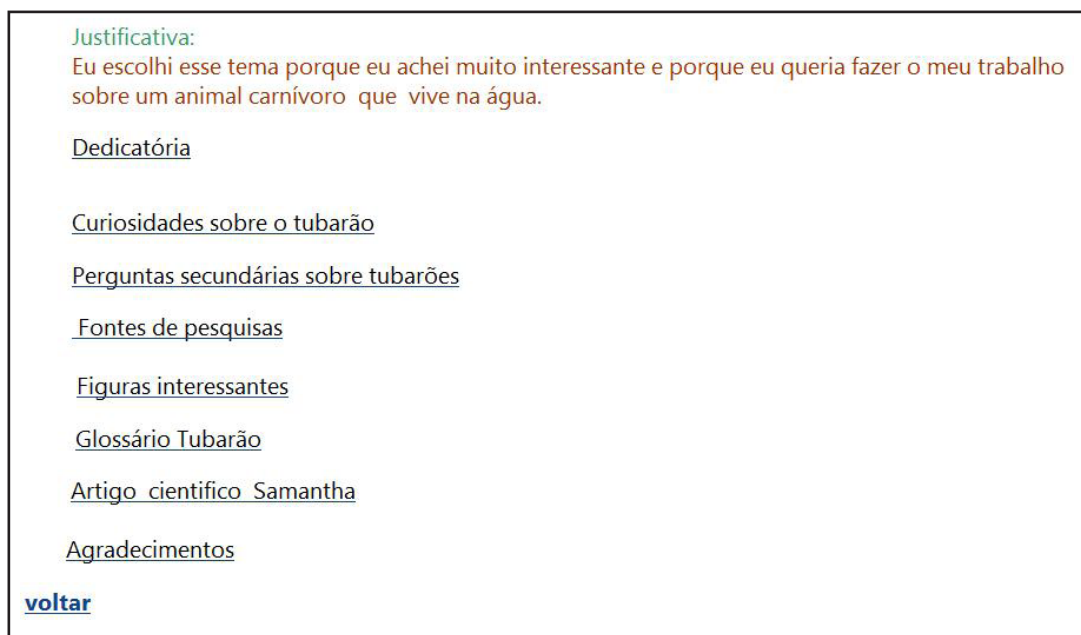 Justificativa:
Eu escolhi esse tema porque eu achei muito interessante e porque eu queria fazer o meu trabalho
sobre um animal carnívoro que vive na água.
Dedicatória
Curiosidades sobre o tubarão
Perguntas secundárias sobre tubarões
Fontes de pesquisas
Figuras interessantes
Glossário Tubarão
Artigo cientifico Samantha
Agradecimentos
voltar